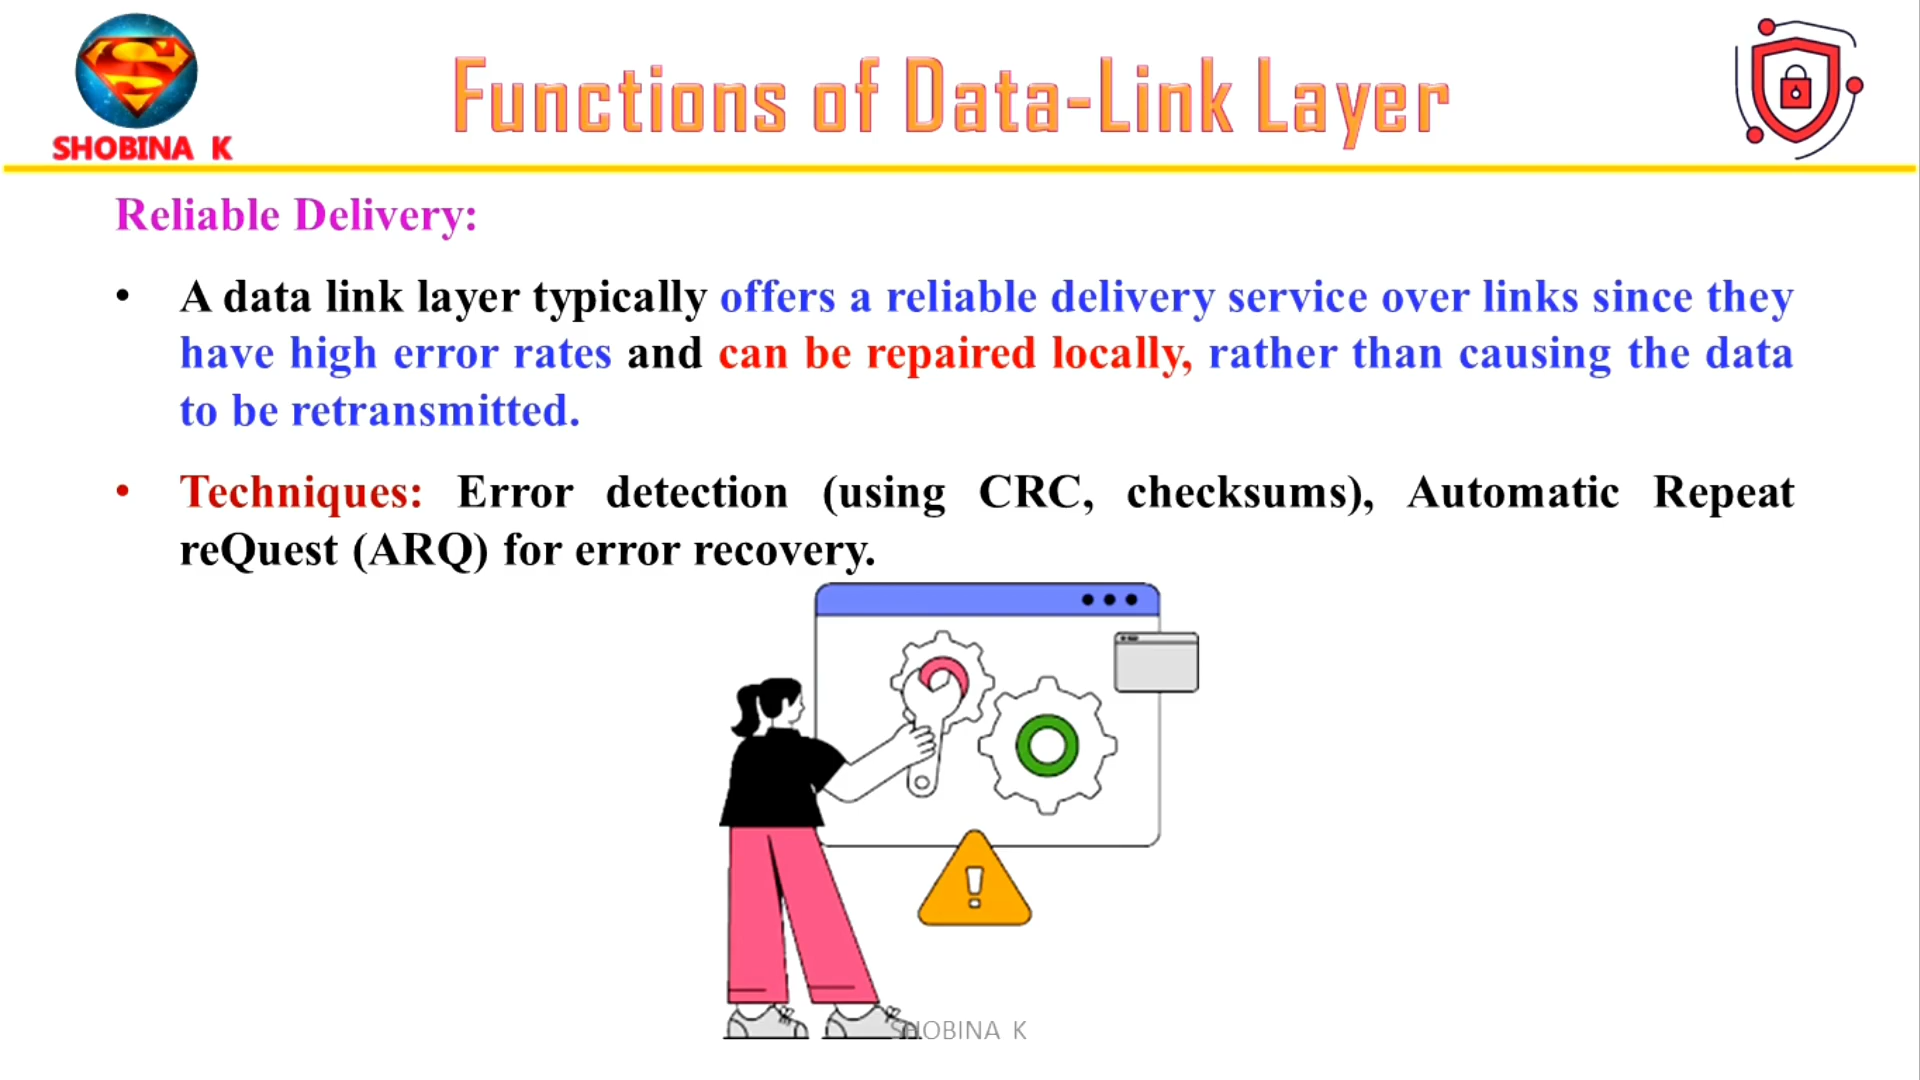 Functions of Data-Link Layer
SHOBINA K
Reliable Delivery:
• A data link layer typically offers a reliable delivery service over links since they
have high error rates and can be repaired locally, rather than causing the data
to be retransmitted.
• Techniques: Error detection (using CRC, checksums), Automatic Repeat
reQuest (ARQ) for error recovery.
SHOBINA K